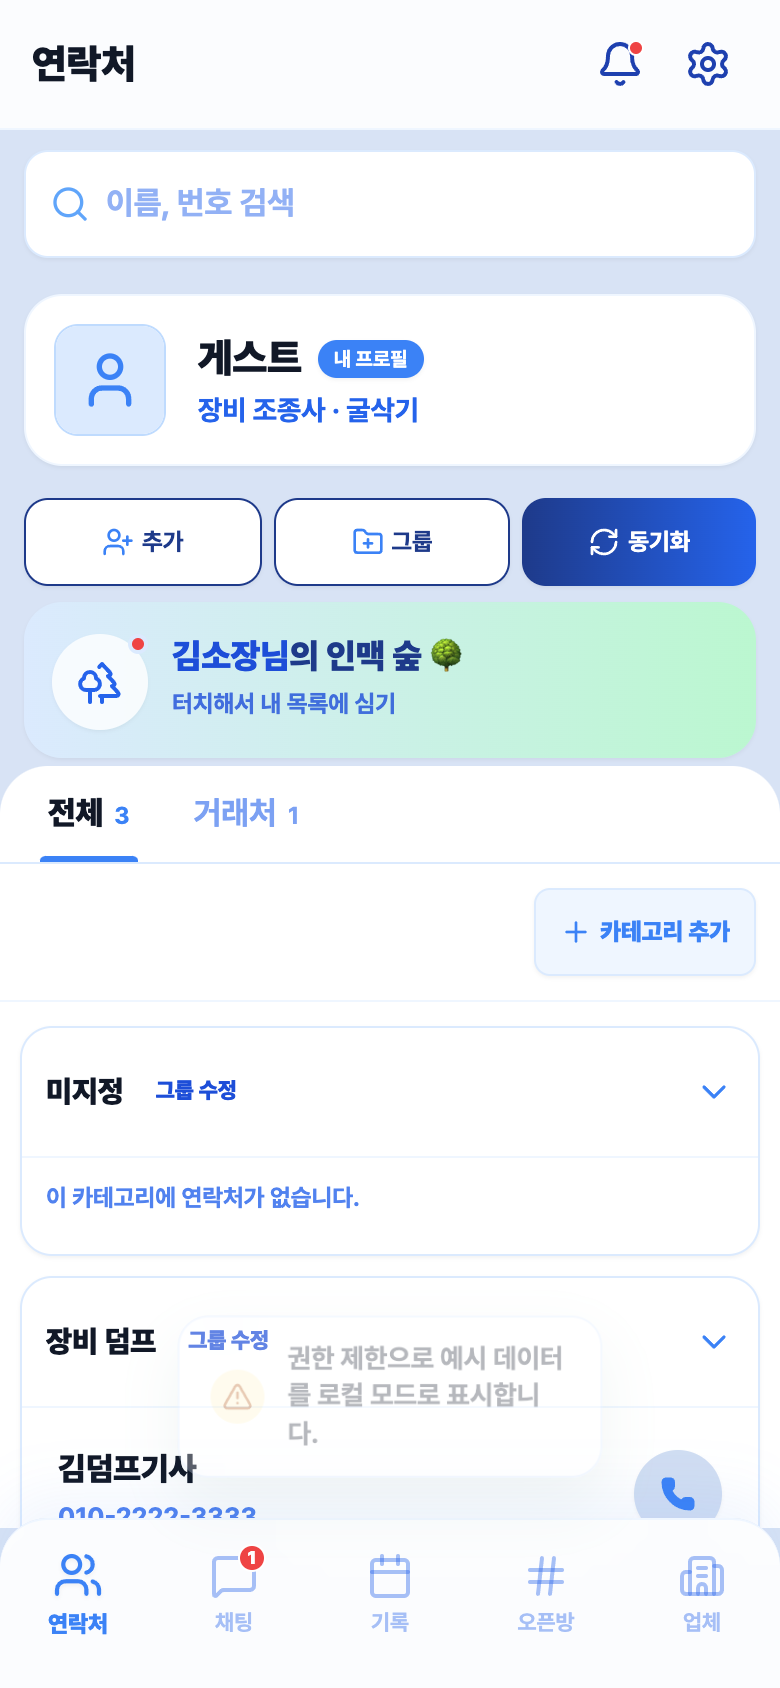 연락처
이름, 번호 검색
게스트 내 프로필
장비 조종사 · 굴삭기
추가 그룹 동기화
김소장님의 인맥 숲
터치해서 내 목록에 심기
전체 3 거래처 1
카테고리 추가
미지정 그룹 수정
이 카테고리에 연락처가 없습니다.
장비 덤프 그룹 수정
권한 제한으로 예시 데이터
를 로컬 모드로 표시합니
다.
김덤프기사
010-2222-3333
1
연락처 채팅 기록 오픈방 업체